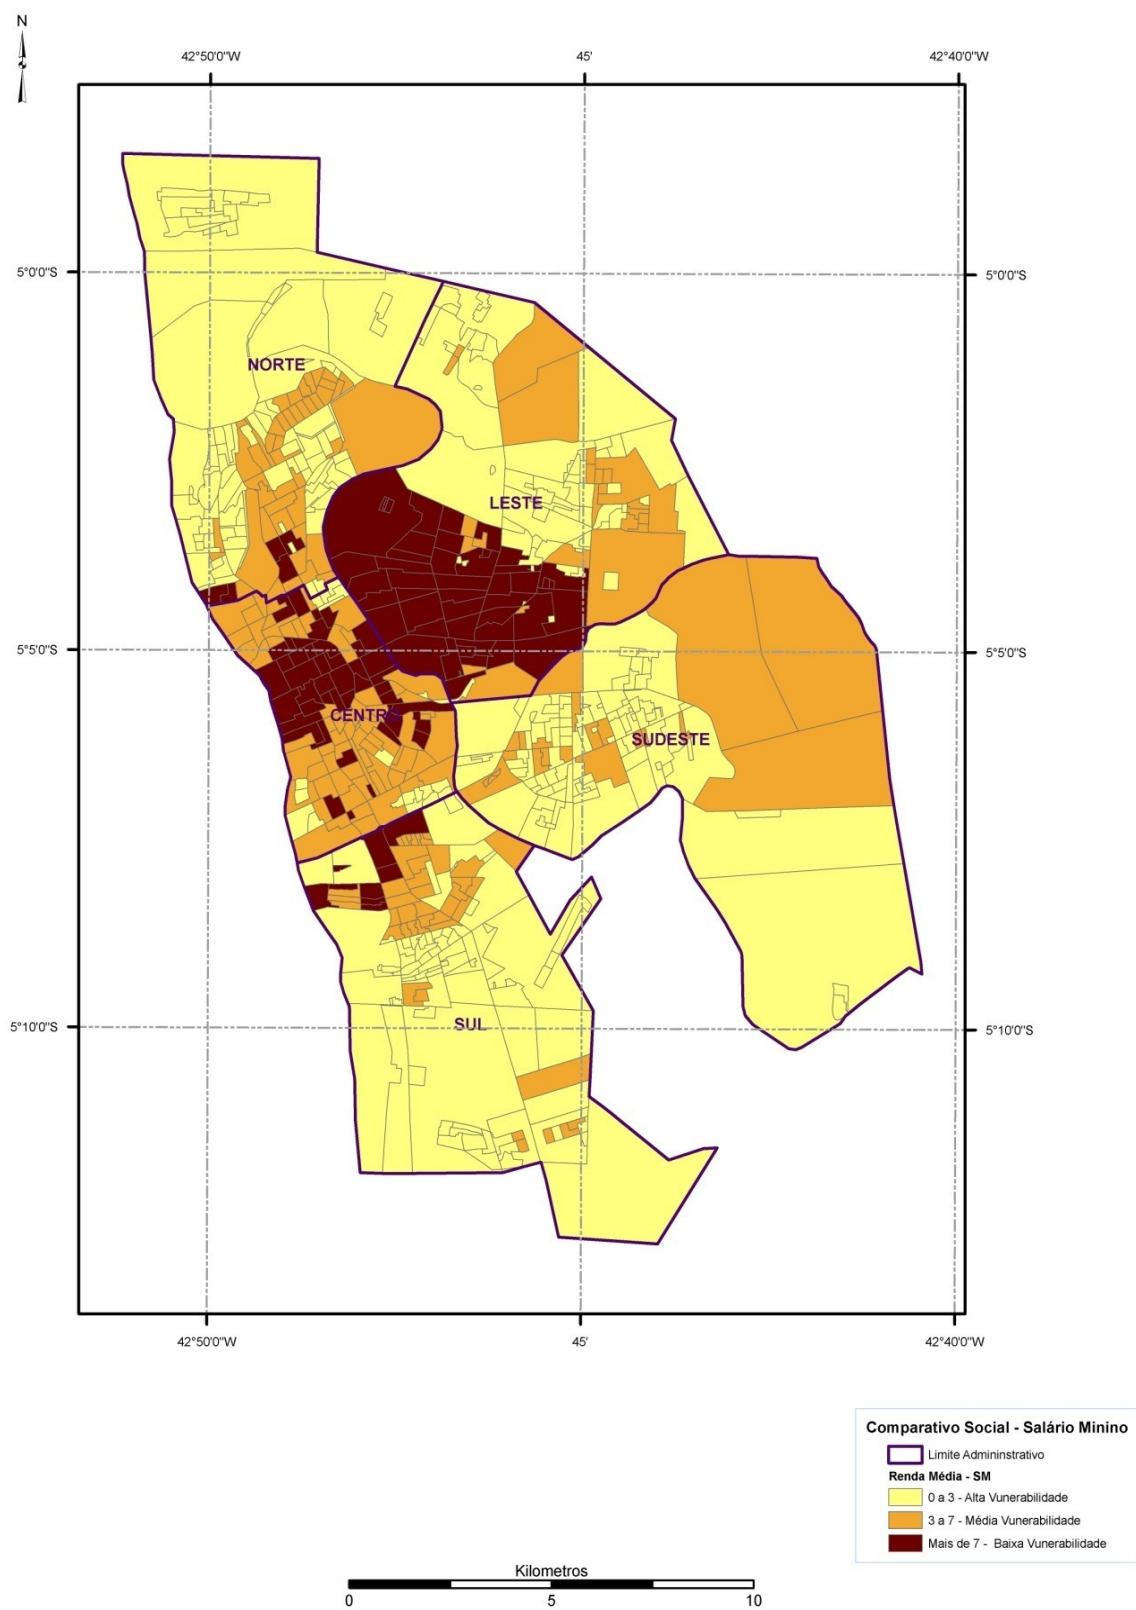 N
42°50'0"W
45'
42°40'0"W
5°0'0"S
5°0'0"S
NORTE
LESTE
5°50'0"S
5°5'0"S
CENTRO
SUDESTE
5°10'0"S
5°10'0"S
SUL
42°50'0"W
45'
42°40'0"W
Comparativo Social - Salário Minino
Limite Admininstrativo
Renda Média - SM
0 a 3 - Alta Vunerabilidade
3 a 7 - Média Vunerabilidade
Mais de 7 - Baixa Vunerabilidade
Kilometros
0
5
10